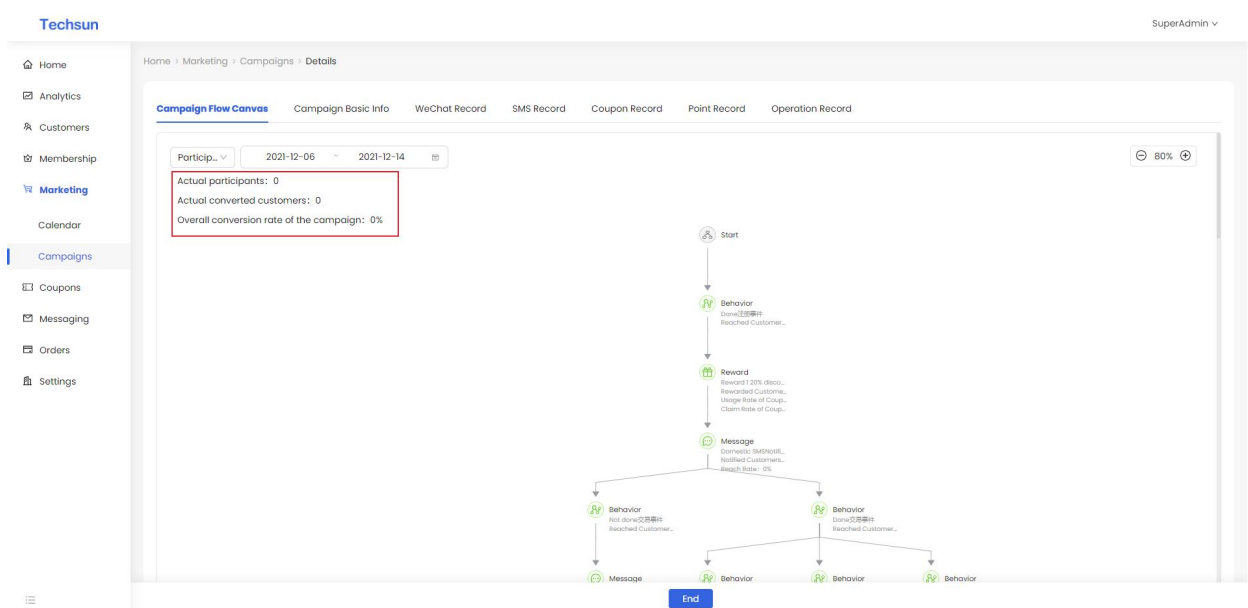 Techsun
SuperAdmin
Home
Analytics
Customers
Membership
Marketing
Calendar
Campaigns
Coupons
Messaging
Orders
Settings
Home > Marketing > Campaigns > Details
Campaign Flow Canvas Campaign Basic Info WeChat Record SMS Record Coupon Record Point Record Operation Record
Particip... 2021-12-06 ~ 2021-12-14
80%
Actual participants: 0
Actual converted customers: 0
Overall conversion rate of the campaign: 0%
Start
Behavior
Done注册事件
Reached Customer...
Reward
Reward 1 20% disco...
Rewarded Custome...
Usage Rate of Coup...
Claim Rate of Coup...
Message
Domestic SMSNotifi...
Notified Customers...
Reach Rate: 0%
Behavior
Not done交易事件
Reached Customer...
Behavior
Done交易事件
Reached Customer...
Message
Behavior
Behavior
Behavior
End